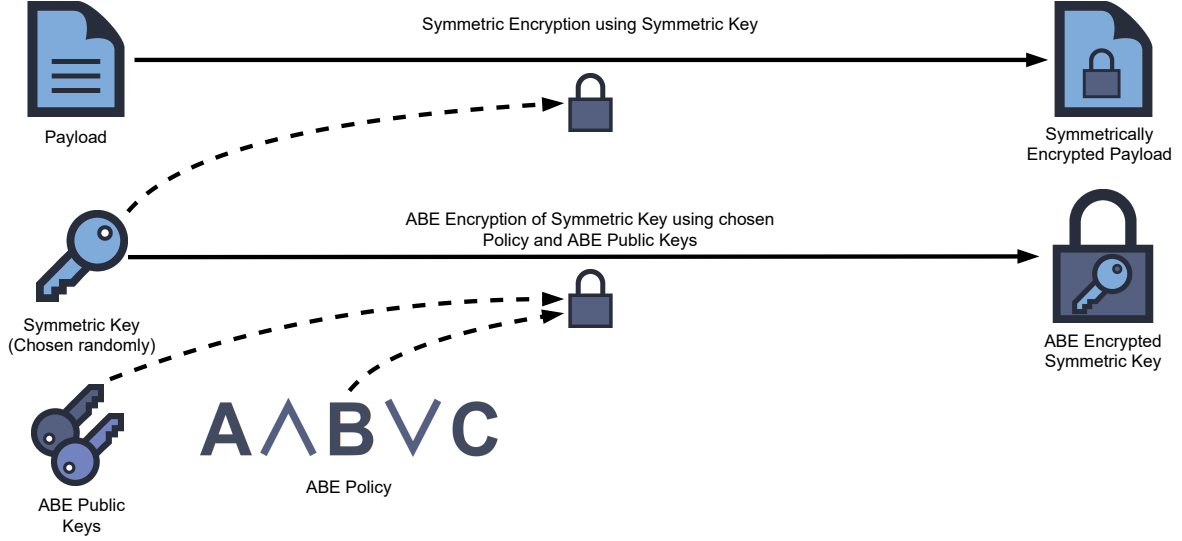 Symmetric Encryption using Symmetric Key
Payload
Symmetrically
Encrypted Payload
ABE Encryption of Symmetric Key using chosen
Policy and ABE Public Keys
Symmetric Key
(Chosen randomly)
ABE Encrypted
Symmetric Key
A ∧ B ∨ C
ABE Policy
ABE Public
Keys